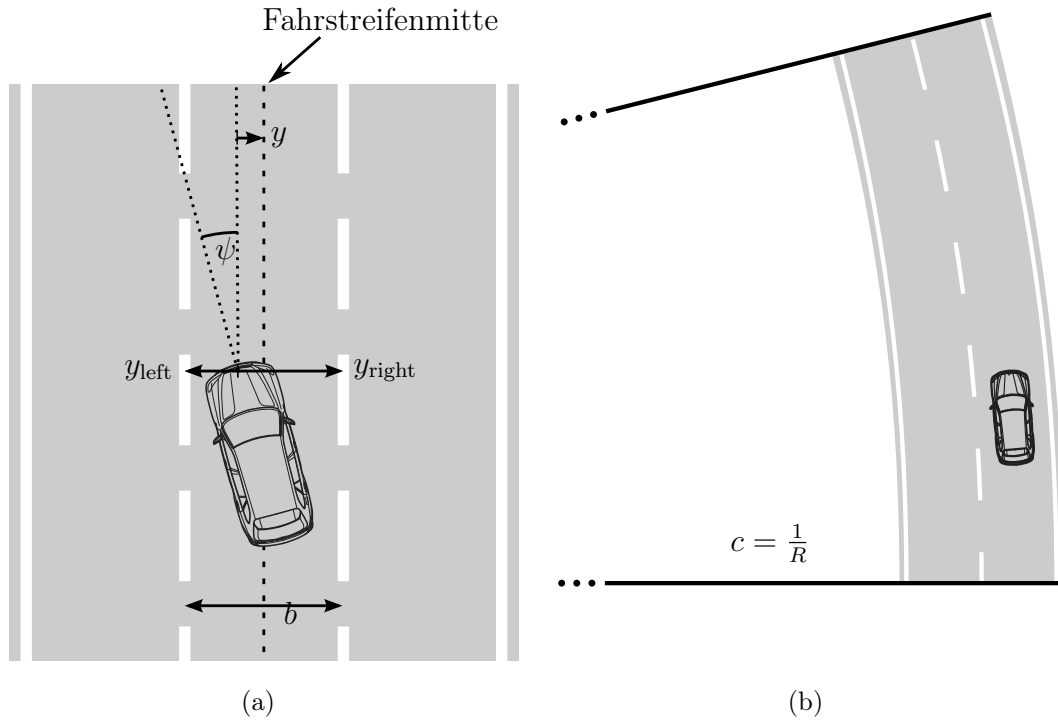 Fahrstreifenmitte
y
ψ
y_left
y_right
b
c = 1/R
(a)
(b)